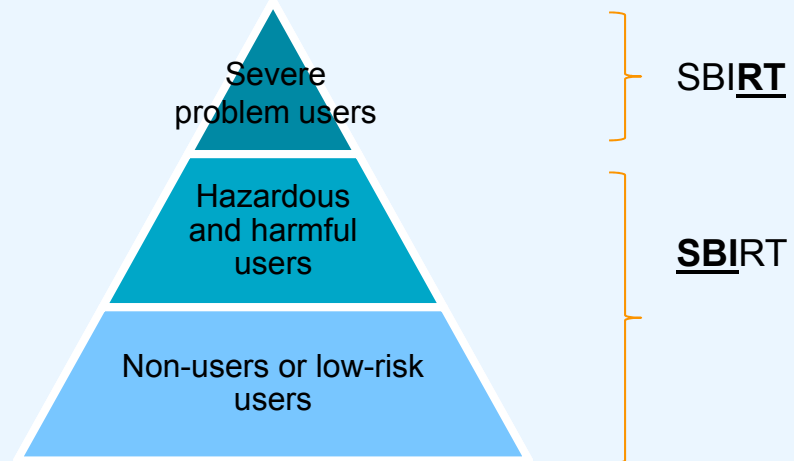 Severe
problem users
SBIRT
Hazardous
and harmful
users
SBIRT
Non-users or low-risk
users